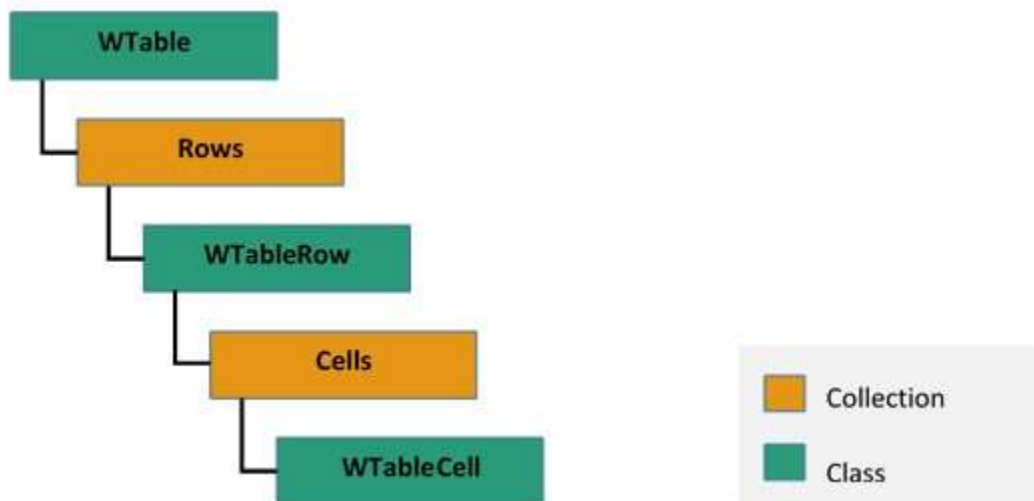 WTable
Rows
WTableRow
Cells
WTableCell
Collection
Class